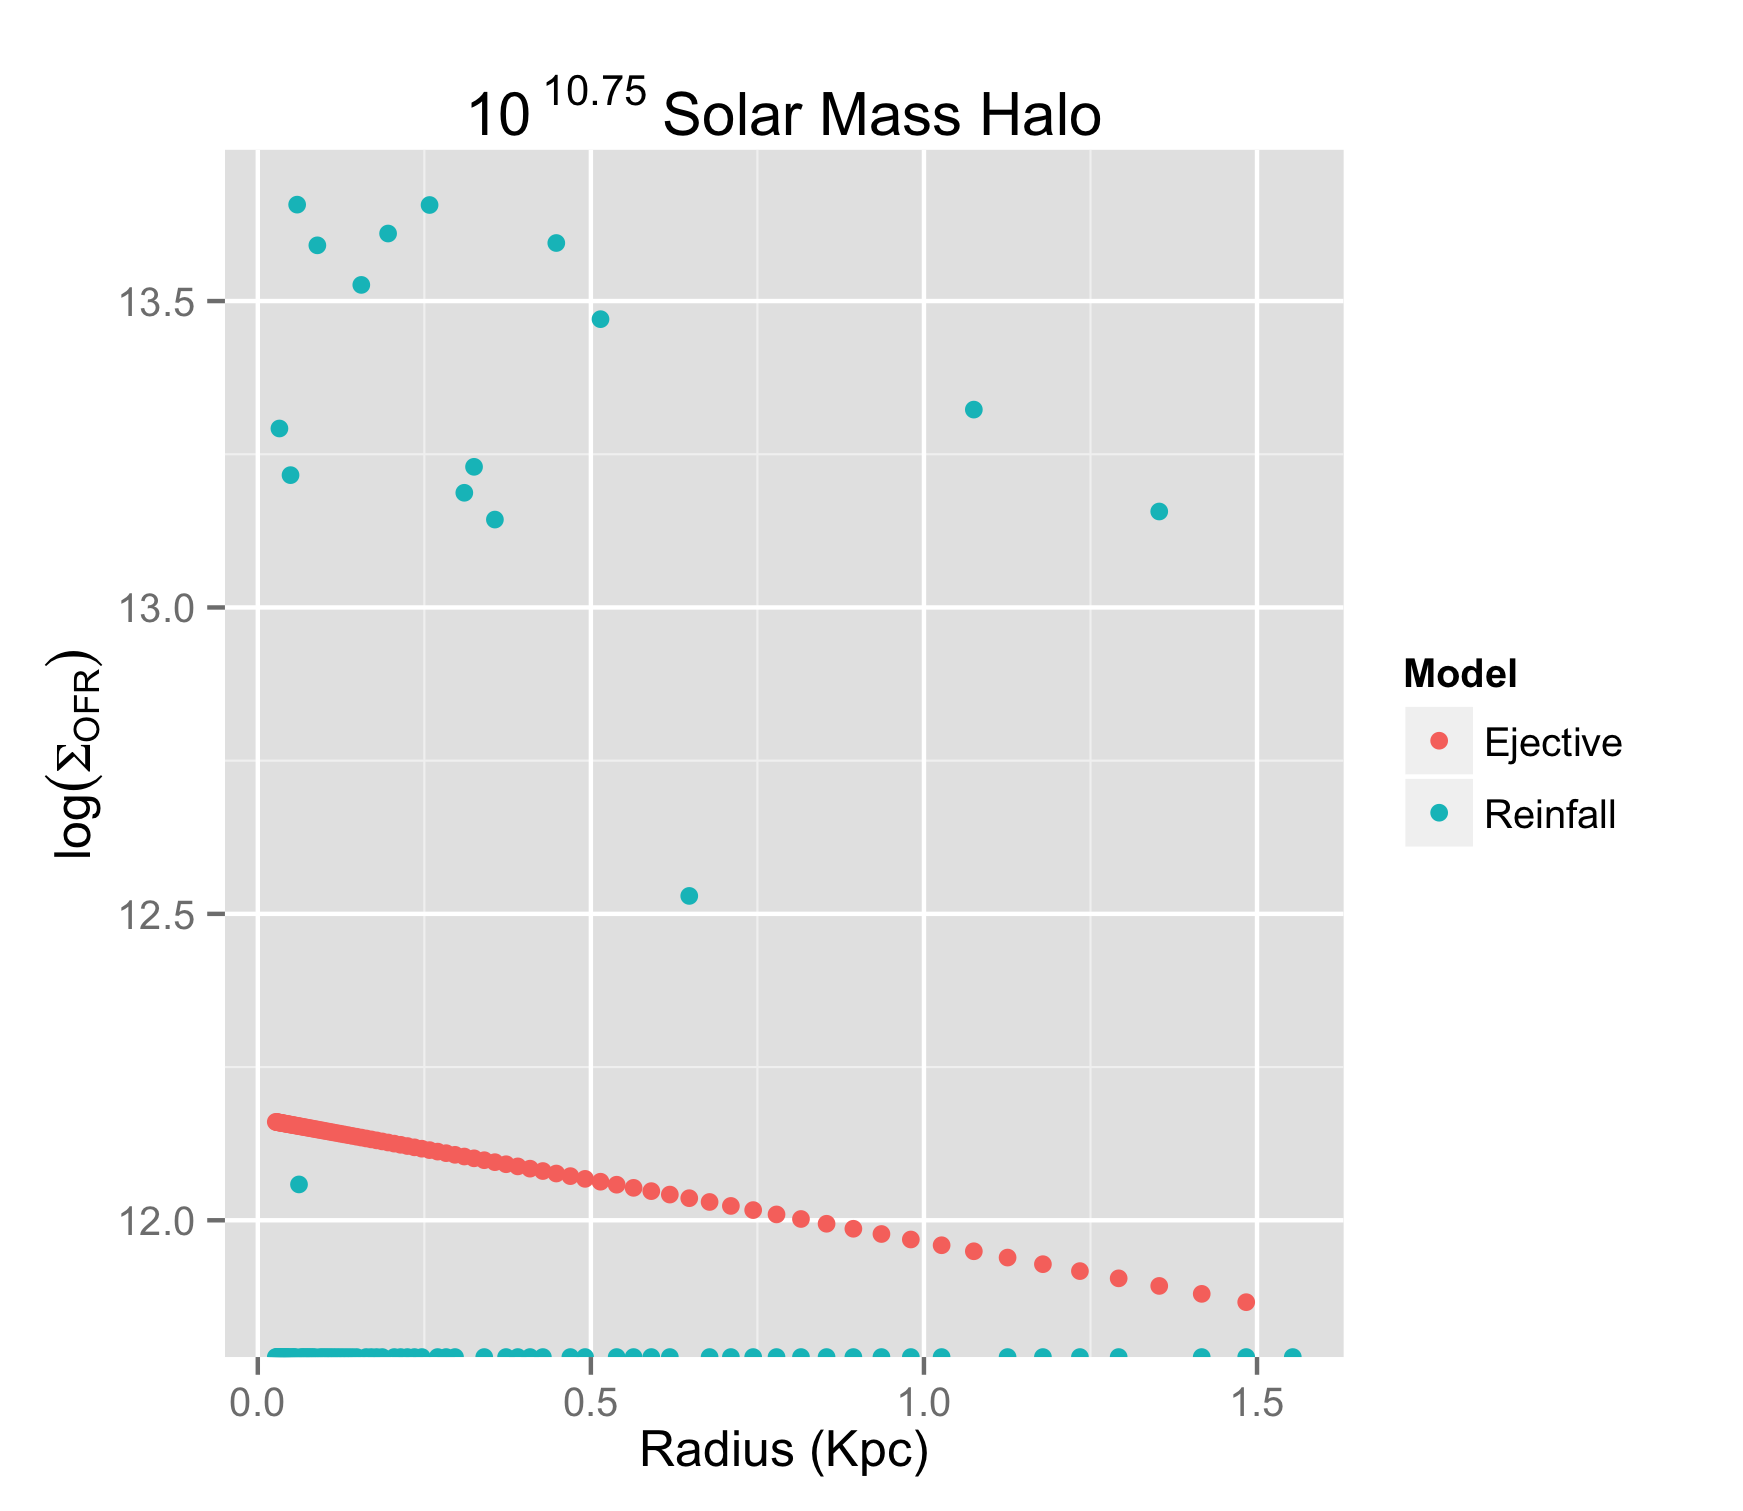 10 10.75 Solar Mass Halo
13.5
13.0
12.5
12.0
log(ΣOFR)
0.0 0.5 1.0 1.5
Radius (Kpc)
Model
Ejective
Reinfall